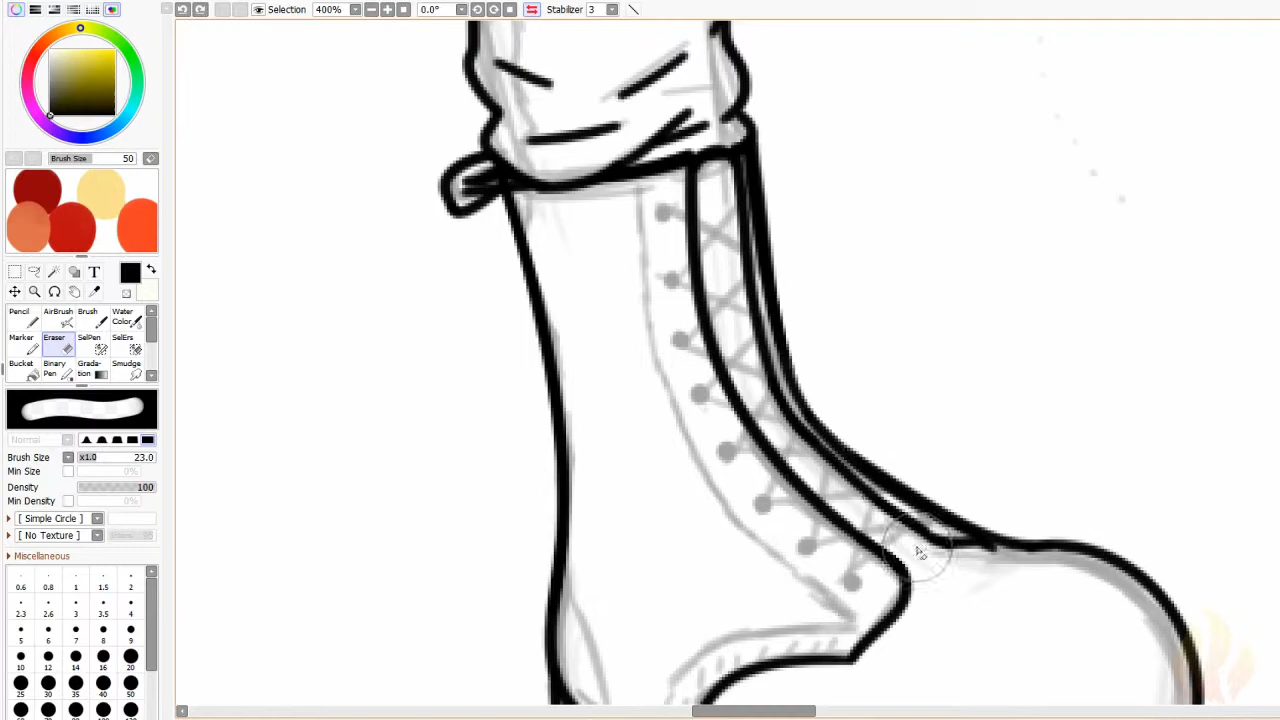 Selection 400% 0.0° Stabilizer 3
Brush Size 50
T
Pencil AirBrush Brush Water Color
Marker Eraser SelPen SelErs
Bucket Binary Pen Grada-tion Smudge
Normal
Brush Size x1.0 23.0
Min Size 0%
Density 100
Min Density 0%
[ Simple Circle ]
[ No Texture ]
Miscellaneous
0.6 0.8 1 1.5 2
2.3 2.6 3 3.5 4
5 6 7 8 9
10 12 14 16 20
25 30 35 40 50